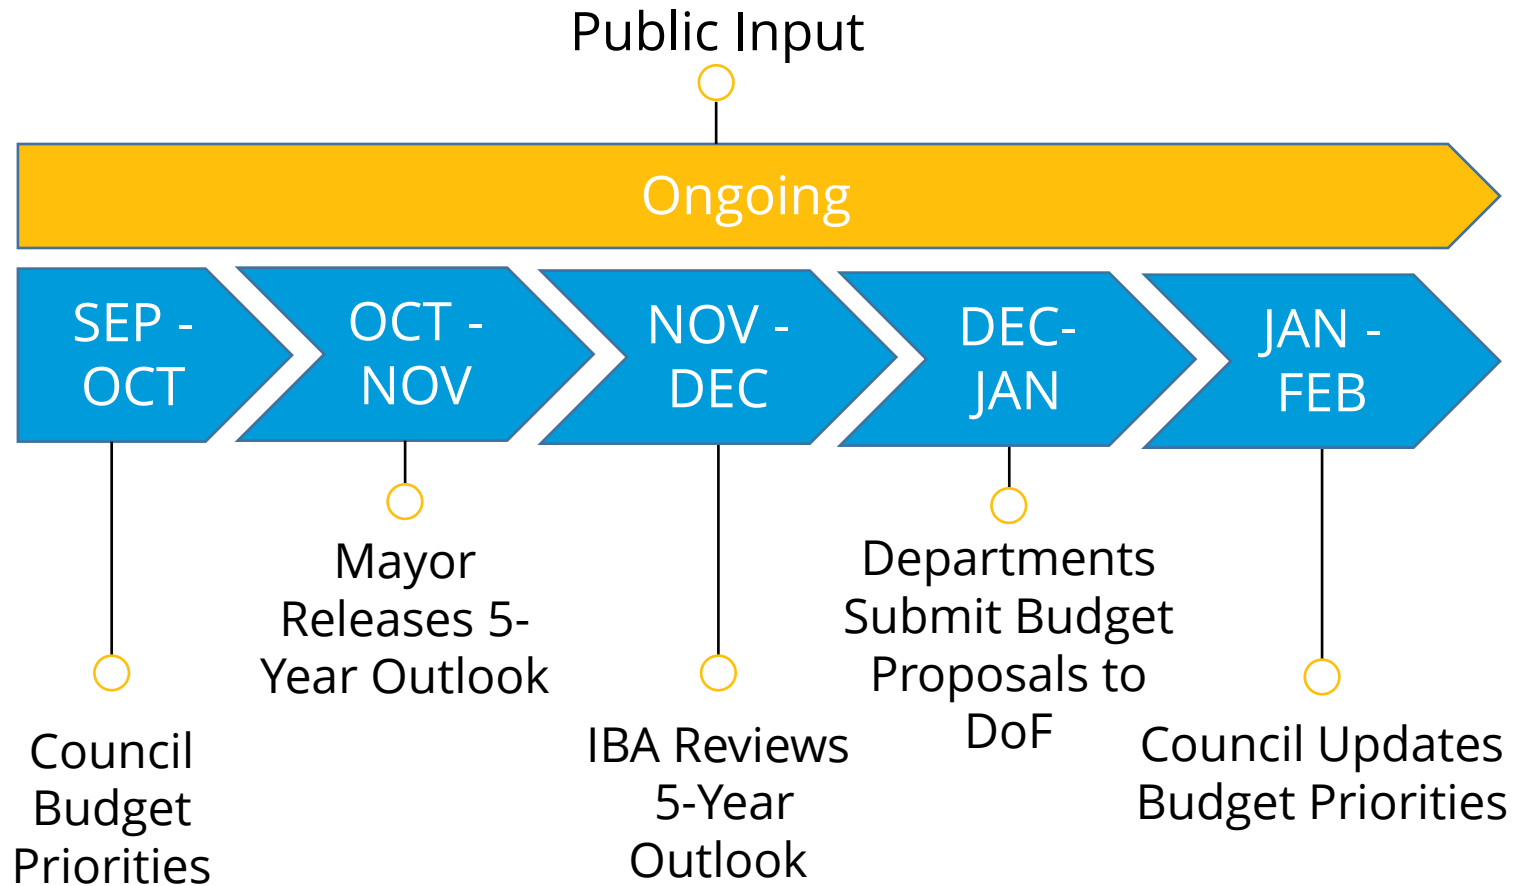 Public Input
Ongoing
SEP -
OCT
OCT -
NOV
NOV -
DEC
DEC-
JAN
JAN -
FEB
Council
Budget
Priorities
Mayor
Releases 5-
Year Outlook
IBA Reviews
5-Year
Outlook
Departments
Submit Budget
Proposals to
DoF
Council Updates
Budget Priorities